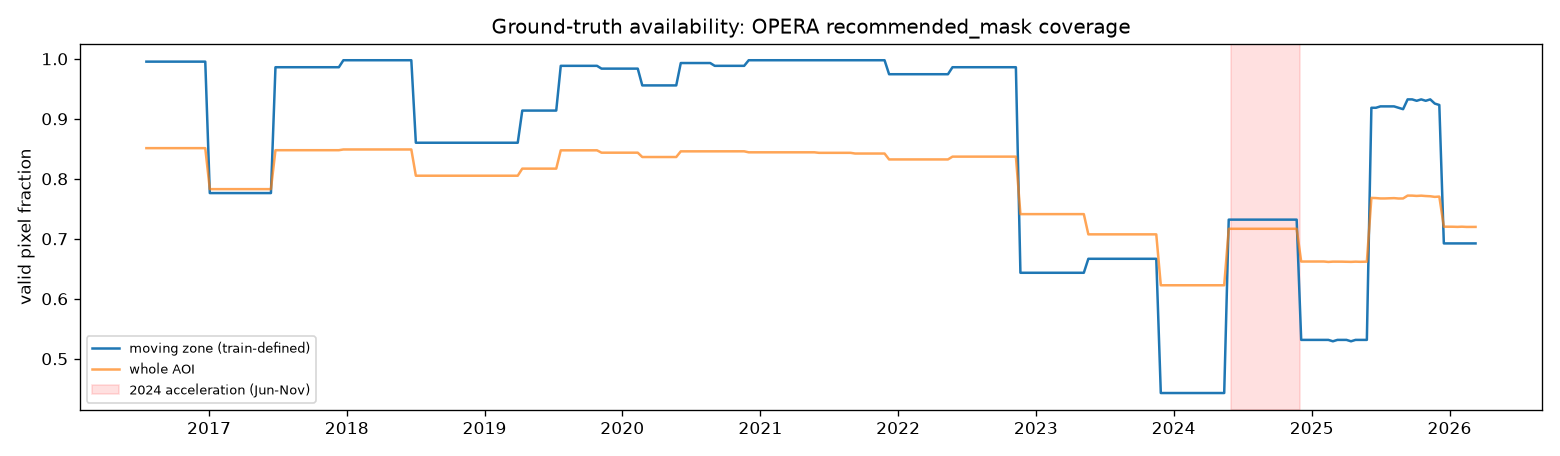 Ground-truth availability: OPERA recommended_mask coverage
valid pixel fraction
1.0
0.9
0.8
0.7
0.6
0.5
moving zone (train-defined)
whole AOI
2024 acceleration (Jun-Nov)
2017 2018 2019 2020 2021 2022 2023 2024 2025 2026